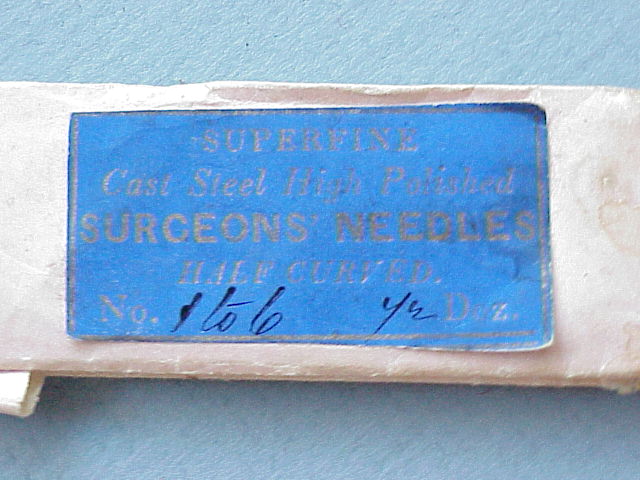 SUPERFINE
Cast Steel High Polished
SURGEONS' NEEDLES
HALF CURVED.
No. 1 to 6 1/2 Doz.